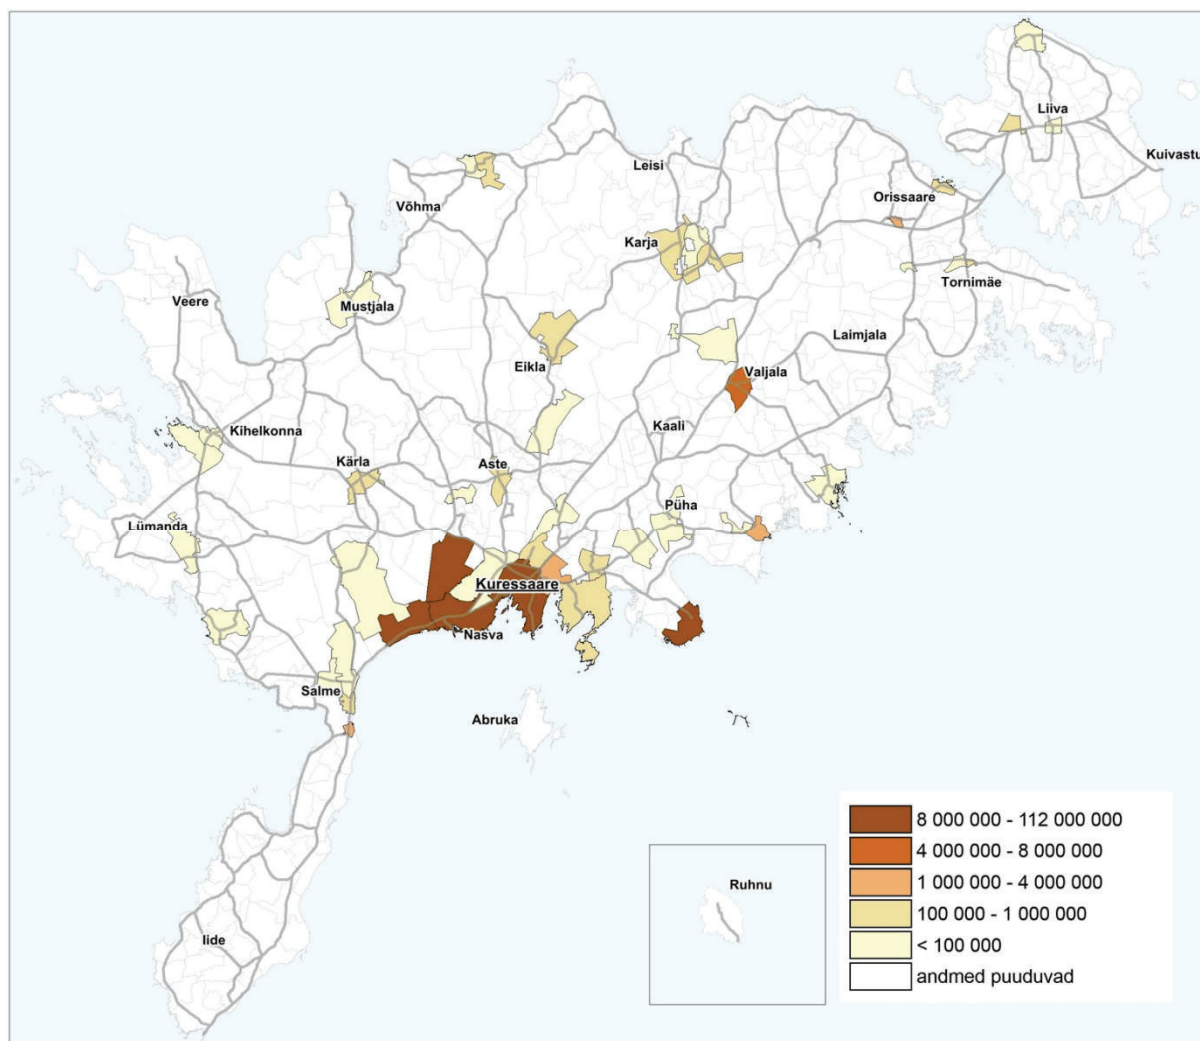 Liiva
Kuivastu
Leisi
Orissaare
Võhma
Karja
Tornimäe
Veere
Mustjala
Laimjala
Eikla
Valjala
Kihelkonna
Kaali
Kärla
Aste
Püha
Lümanda
Kuressaare
Nasva
Salme
Abruka
8 000 000 - 112 000 000
4 000 000 - 8 000 000
Ruhnu
1 000 000 - 4 000 000
100 000 - 1 000 000
Iide
< 100 000
andmed puuduvad